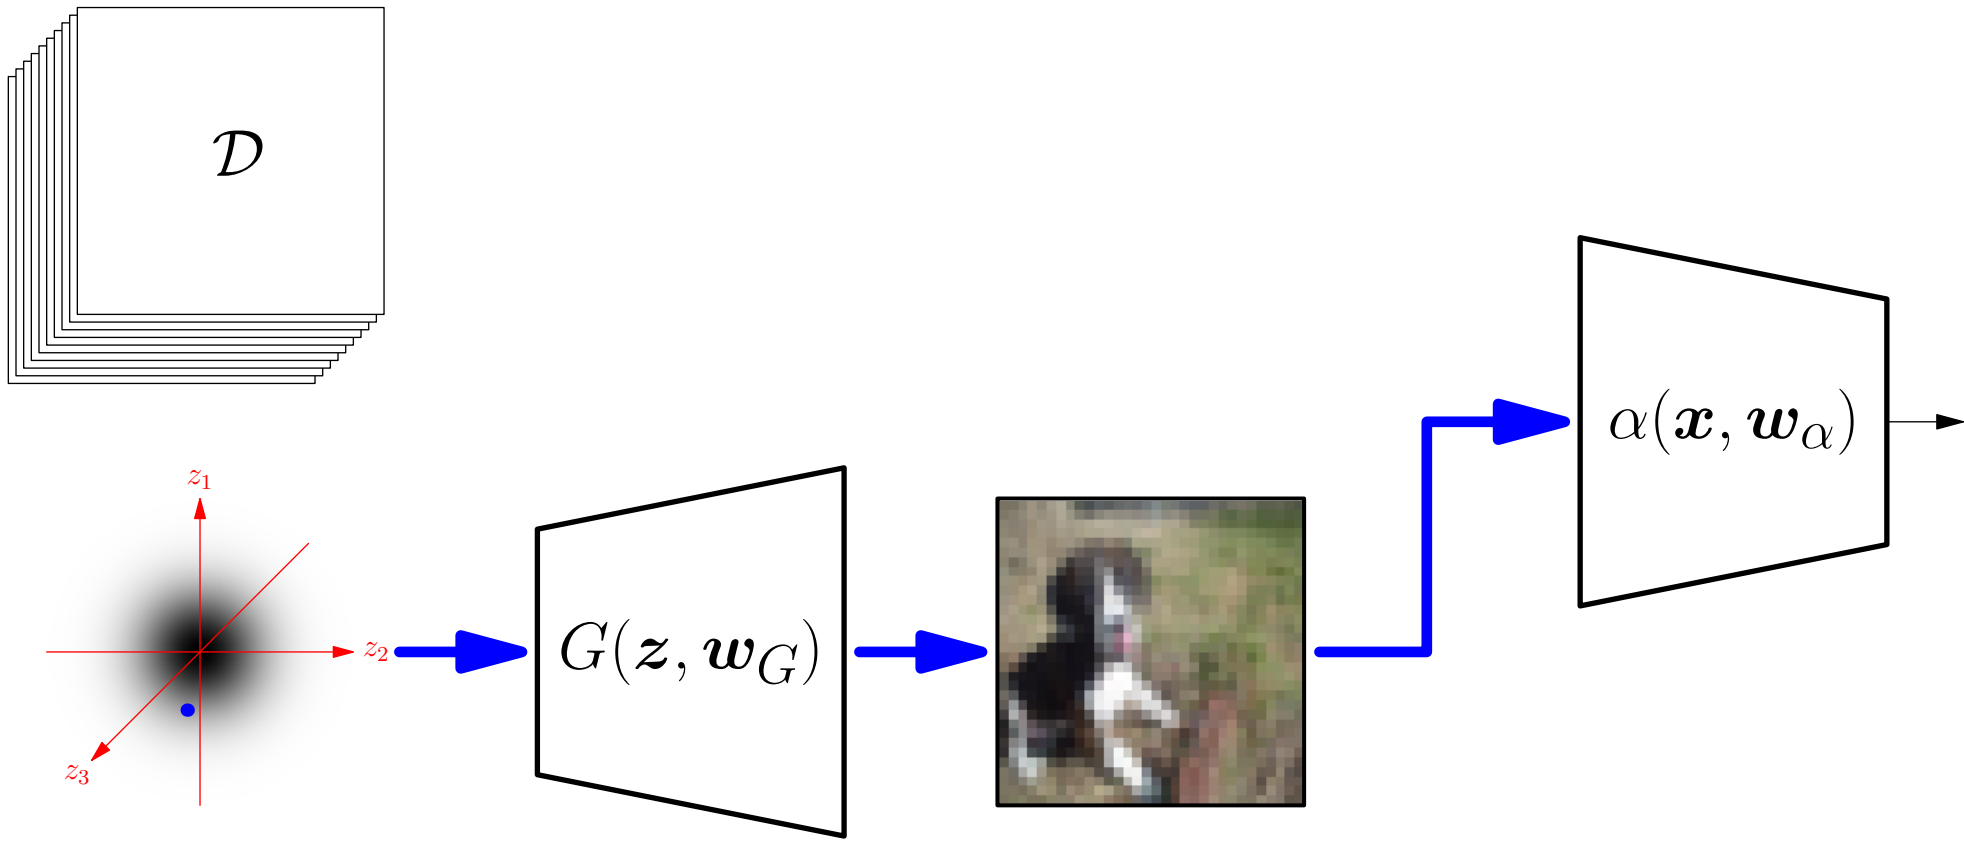 𝒟
z₁
z₂
z₃
G(z, w_G)
α(x, w_α)